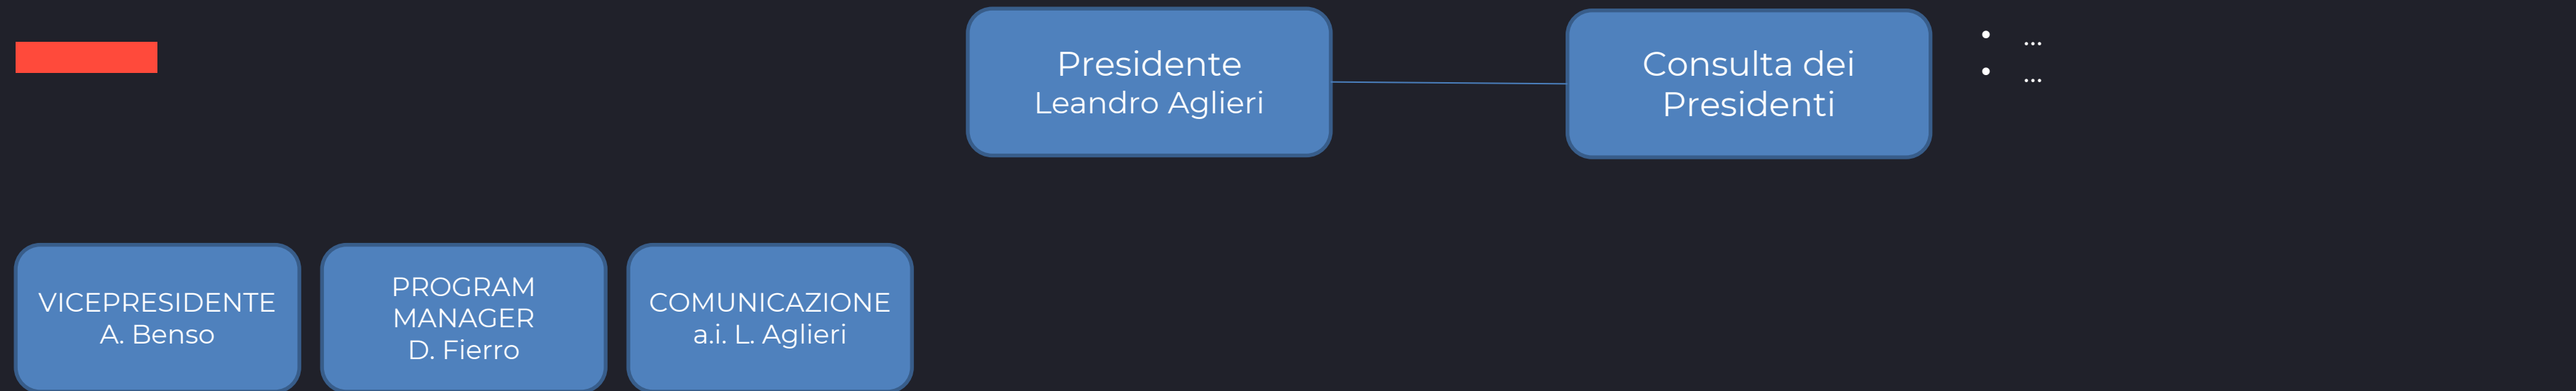 Presidente
Leandro Aglieri
Consulta dei
Presidenti
• ...
• ...
VICEPRESIDENTE
A. Benso
PROGRAM
MANAGER
D. Fierro
COMUNICAZIONE
a.i. L. Aglieri